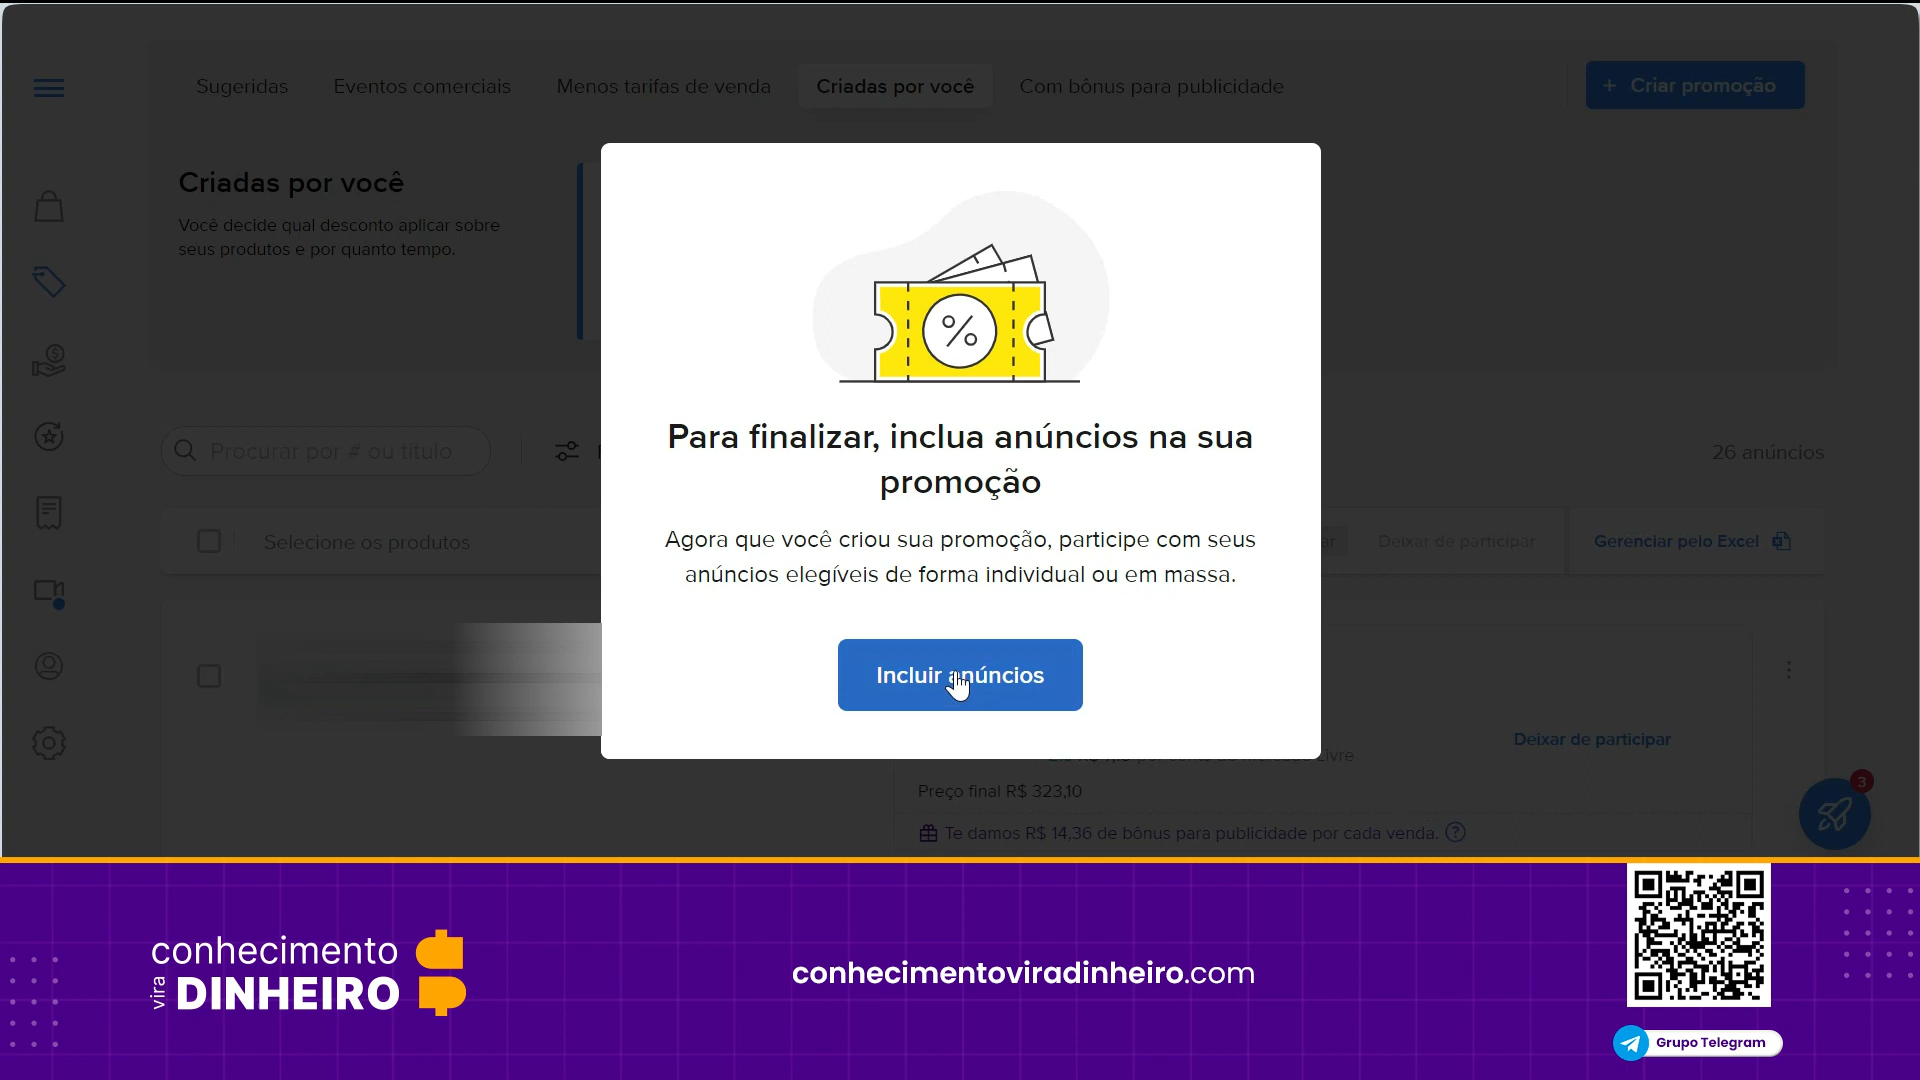 Sugeridas
Eventos comerciais
Menos tarifas de venda
Criadas por você
Com bônus para publicidade
+ Criar promoção
Criadas por você
Você decide qual desconto aplicar sobre
seus produtos e por quanto tempo.
%
Para finalizar, inclua anúncios na sua
promoção
Agora que você criou sua promoção, participe com seus
anúncios elegíveis de forma individual ou em massa.
Incluir anúncios
Procurar por # ou título
26 anúncios
Selecione os produtos
Deixar de participar
Gerenciar pelo Excel
Deixar de participar
Preço final R$ 323,10
Te damos R$ 14,36 de bônus para publicidade por cada venda. ?
3
conhecimento
vira DINHEIRO
conhecimentoviradinheiro.com
Grupo Telegram